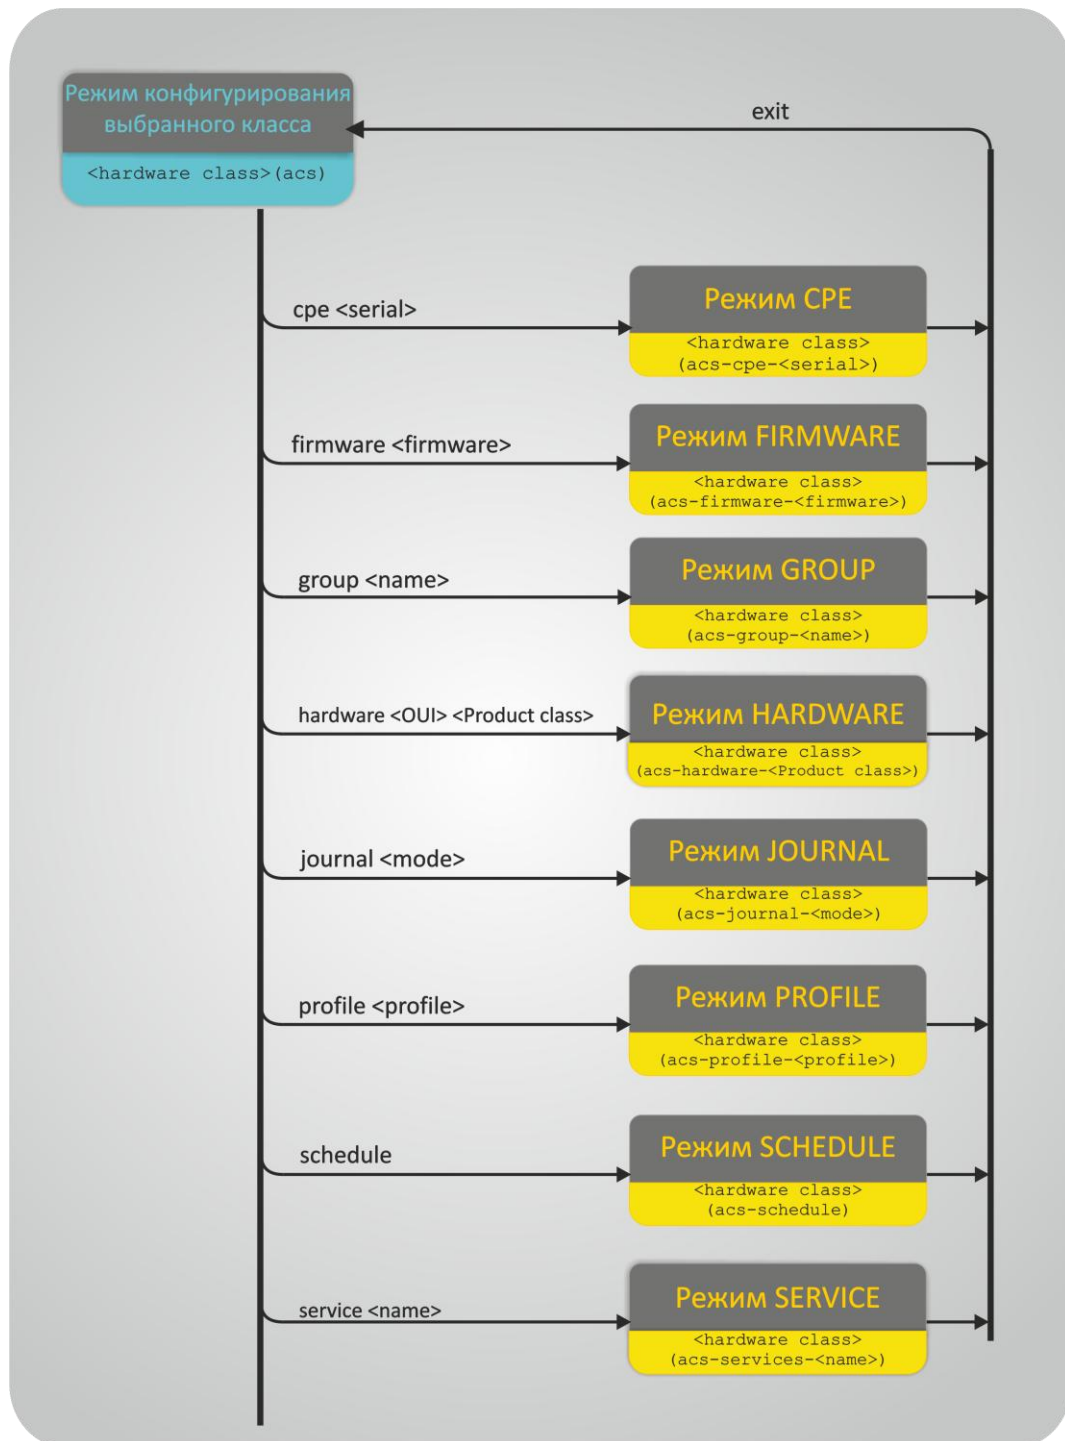 Режим конфигурирования
выбранного класса
<hardware class>(acs)
exit
cpe <serial>
Режим CPE
<hardware class>
(acs-cpe-<serial>)
firmware <firmware>
Режим FIRMWARE
<hardware class>
(acs-firmware-<firmware>)
group <name>
Режим GROUP
<hardware class>
(acs-group-<name>)
hardware <OUI> <Product class>
Режим HARDWARE
<hardware class>
(acs-hardware-<Product class>)
journal <mode>
Режим JOURNAL
<hardware class>
(acs-journal-<mode>)
profile <profile>
Режим PROFILE
<hardware class>
(acs-profile-<profile>)
schedule
Режим SCHEDULE
<hardware class>
(acs-schedule)
service <name>
Режим SERVICE
<hardware class>
(acs-services-<name>)